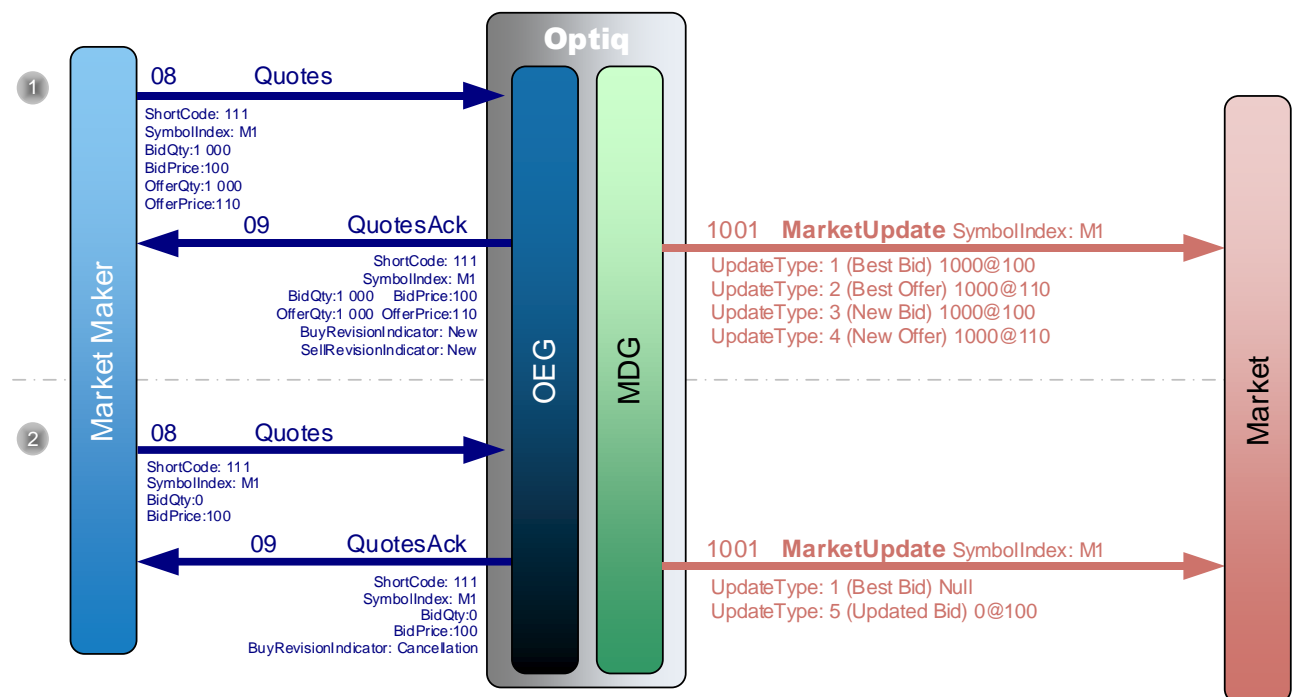 Optiq
1
08 Quotes
ShortCode: 111
SymbolIndex: M1
BidQty:1 000
BidPrice:100
OfferQty:1 000
OfferPrice:110
09 QuotesAck
ShortCode: 111
SymbolIndex: M1
BidQty:1 000 BidPrice:100
OfferQty:1 000 OfferPrice:110
BuyRevisionIndicator: New
SellRevisionIndicator: New
1001 MarketUpdate SymbolIndex: M1
UpdateType: 1 (Best Bid) 1000@100
UpdateType: 2 (Best Offer) 1000@110
UpdateType: 3 (New Bid) 1000@100
UpdateType: 4 (New Offer) 1000@110
Market Maker
OEG
MDG
Market
2
08 Quotes
ShortCode: 111
SymbolIndex: M1
BidQty:0
BidPrice:100
09 QuotesAck
ShortCode: 111
SymbolIndex: M1
BidQty:0
BidPrice:100
BuyRevisionIndicator: Cancellation
1001 MarketUpdate SymbolIndex: M1
UpdateType: 1 (Best Bid) Null
UpdateType: 5 (Updated Bid) 0@100